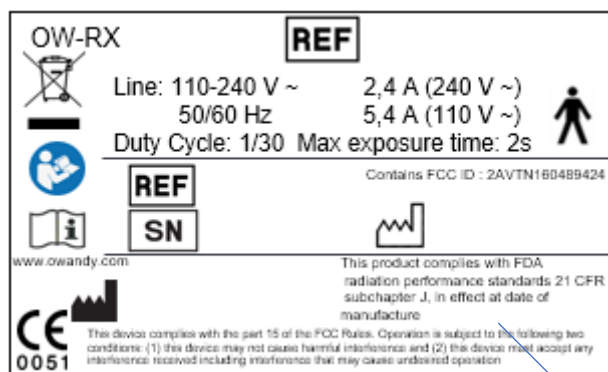 OW-RX
REF
Line: 110-240 V ~ 2,4 A (240 V ~)
50/60 Hz 5,4 A (110 V ~)
Duty Cycle: 1/30 Max exposure time: 2s
REF
Contains FCC ID : 2AVTN160489424
SN
www.owandy.com
This product complies with FDA
radiation performance standards 21 CFR
subchapter J, in effect at date of
manufacture
CE
0051
This device complies with the part 15 of the FCC Rules. Operation is subject to the following two
conditions: (1) this device may not cause harmful interference and (2) this device must accept any
interference received including interference that may cause undesired operation